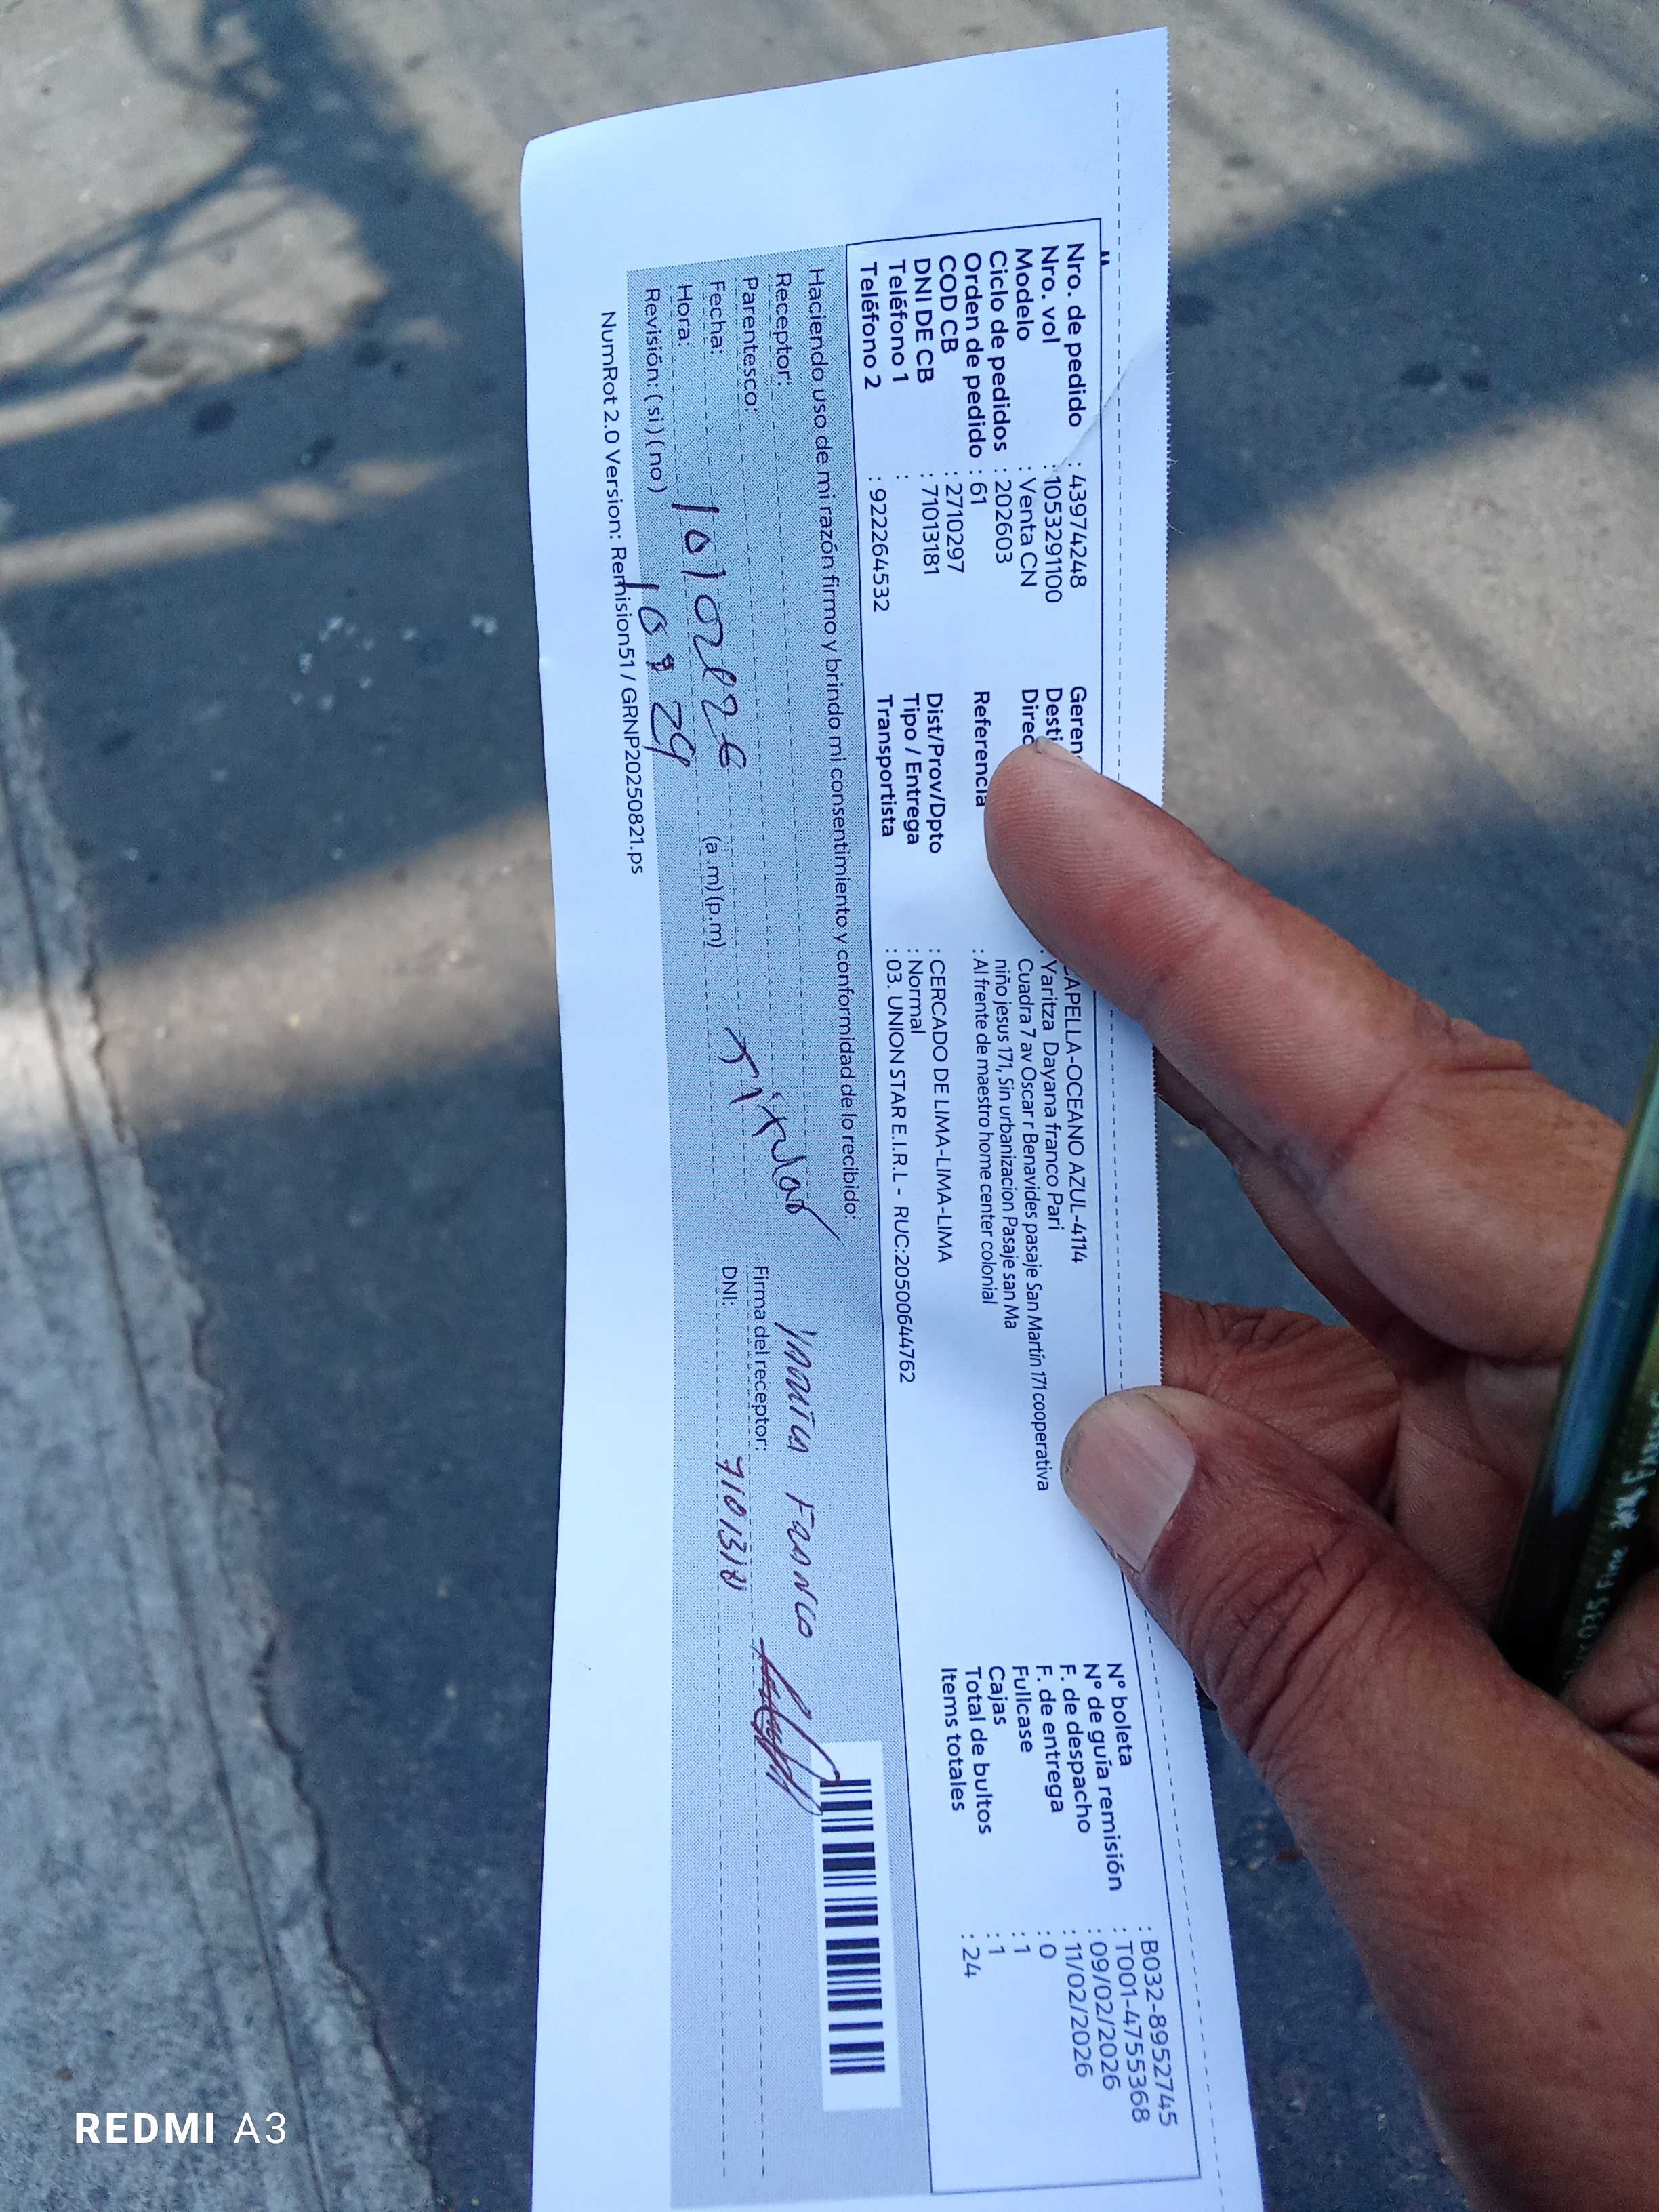 Nro. de pedido : 43974248
Nro. vol : 1053291100
Modelo : Venta CN
Ciclo de pedidos : 202603
Orden de pedido : 61
COD CB : 2710297
DNI DE CB : 71013181
Teléfono 1 :
Teléfono 2 : 922264532
Geren APELLA-OCEANO AZUL-4114
Desti Yaritza Dayana franco Pari
Direc Cuadra 7 av Oscar r Benavides pasaje San Martín 171 cooperativa
niño jesus 171, Sin urbanizacion Pasaje san Ma
Referencia : Al frente de maestro home center colonial
Dist/Prov/Dpto : CERCADO DE LIMA-LIMA-LIMA
Tipo / Entrega : Normal
Transportista : 03. UNION STAR E.I.R.L - RUC:20500644762
N° boleta : B032-8952745
N° de guía remisión : T001-47555368
F. de despacho : 09/02/2026
F. de entrega : 11/02/2026
Fullcase : 0
Cajas : 1
Total de bultos : 1
Items totales : 24
Haciendo uso de mi razón firmo y brindo mi consentimiento y conformidad de lo recibido:
Receptor: Franco
Parentesco: Titular
Fecha:
Hora: 10:29 (a.m) (p.m)
Revisión: ( si ) ( no )
Firma del receptor:
DNI: 71013181
NumRot 2.0 Version: Remision51 / GRNP20250821.ps
REDMI A3